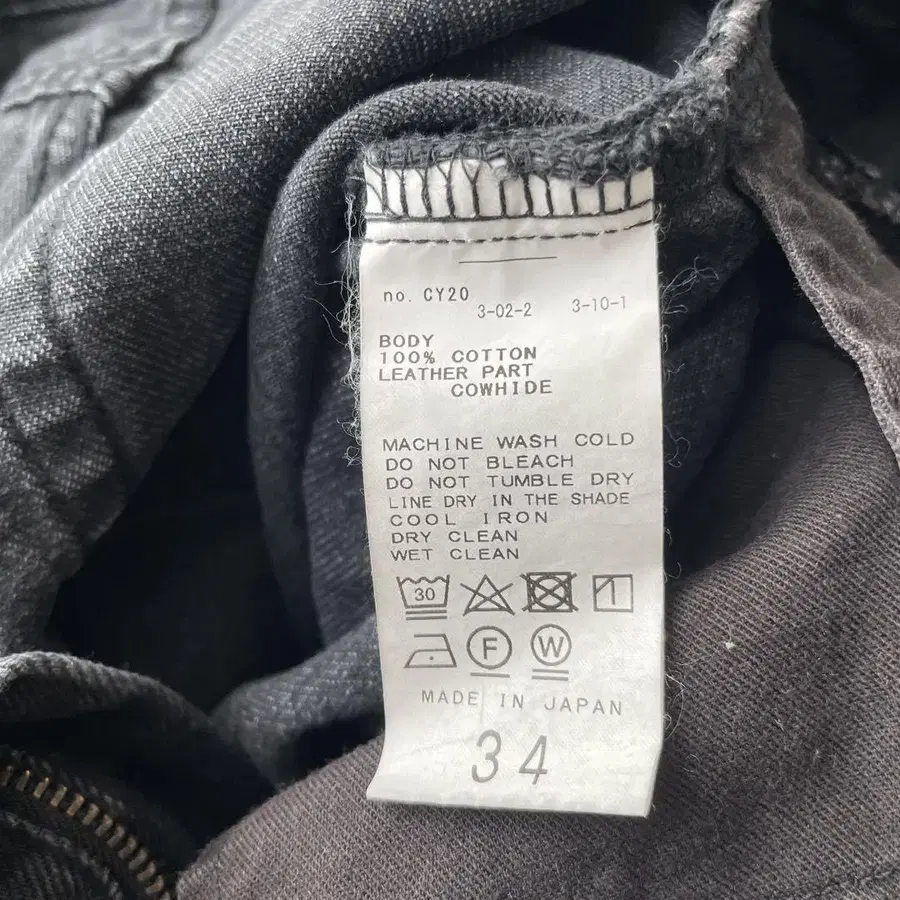 no. CY20
3-02-2 3-10-1
BODY
100% COTTON
LEATHER PART
COWHIDE
MACHINE WASH COLD
DO NOT BLEACH
DO NOT TUMBLE DRY
LINE DRY IN THE SHADE
COOL IRON
DRY CLEAN
WET CLEAN
30
F W
MADE IN JAPAN
34